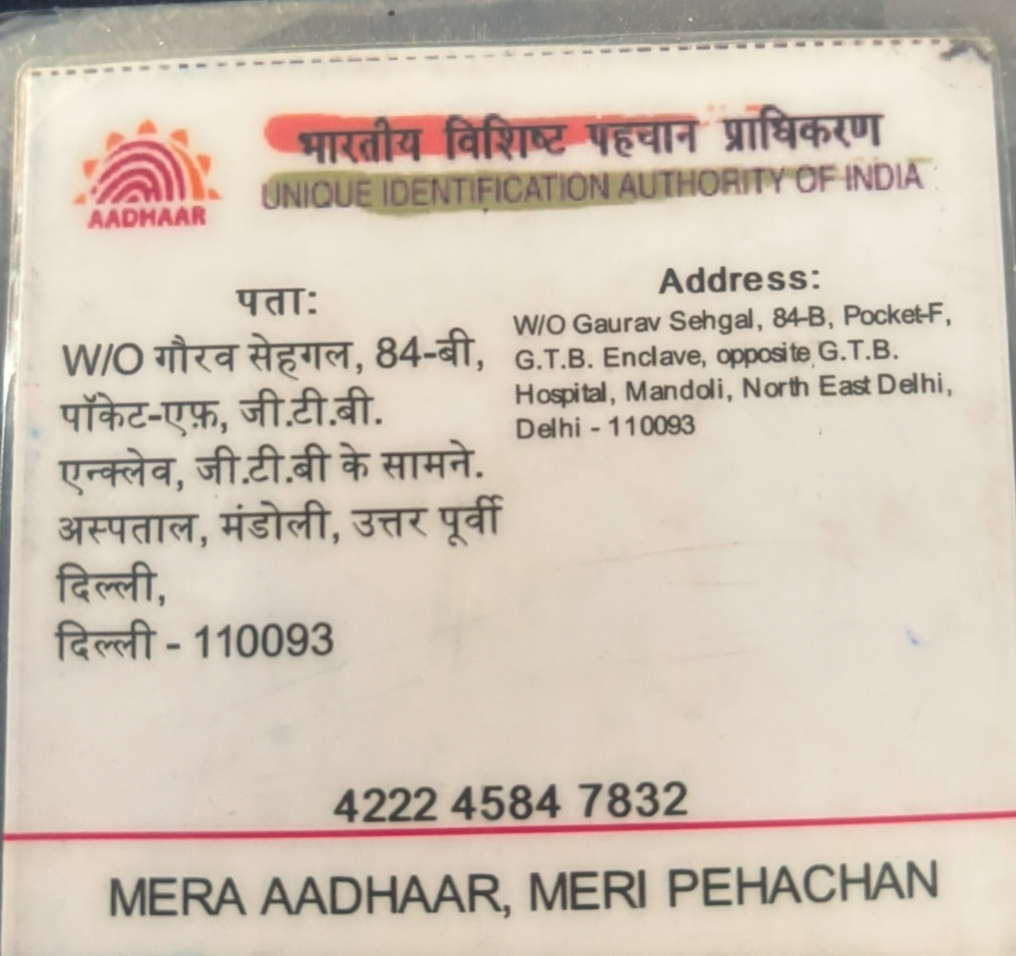 भारतीय विशिष्ट पहचान प्राधिकरण
UNIQUE IDENTIFICATION AUTHORITY OF INDIA
AADHAAR
पता:
W/O गौरव सेहगल, 84-बी,
पॉकेट-एफ़, जी.टी.बी.
एन्क्लेव, जी.टी.बी के सामने.
अस्पताल, मंडोली, उत्तर पूर्वी
दिल्ली,
दिल्ली - 110093
Address:
W/O Gaurav Sehgal, 84-B, Pocket-F,
G.T.B. Enclave, opposite G.T.B.
Hospital, Mandoli, North East Delhi,
Delhi - 110093
4222 4584 7832
MERA AADHAAR, MERI PEHACHAN